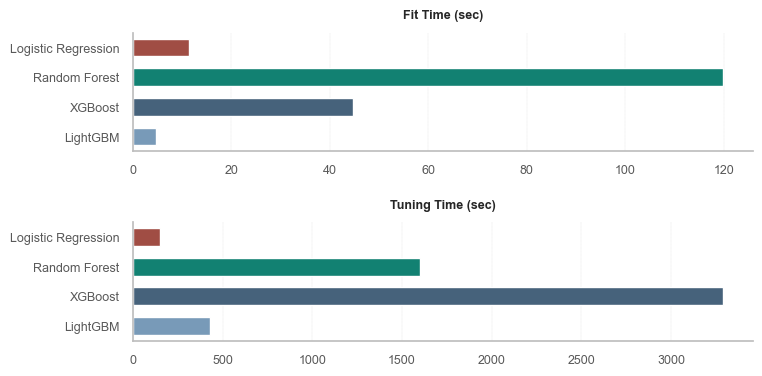 Fit Time (sec)
Logistic Regression
Random Forest
XGBoost
LightGBM
0 20 40 60 80 100 120
Tuning Time (sec)
Logistic Regression
Random Forest
XGBoost
LightGBM
0 500 1000 1500 2000 2500 3000